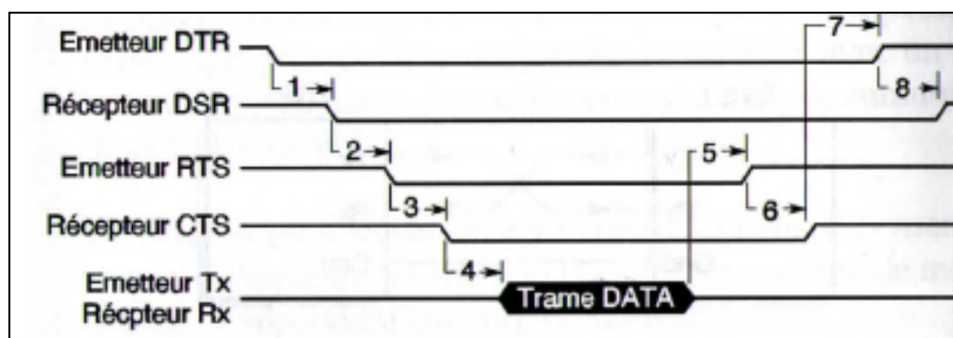 7
Emetteur DTR
1
8
Récepteur DSR
2
5
Emetteur RTS
3
6
Récepteur CTS
4
Emetteur Tx
Trame DATA
Récpteur Rx